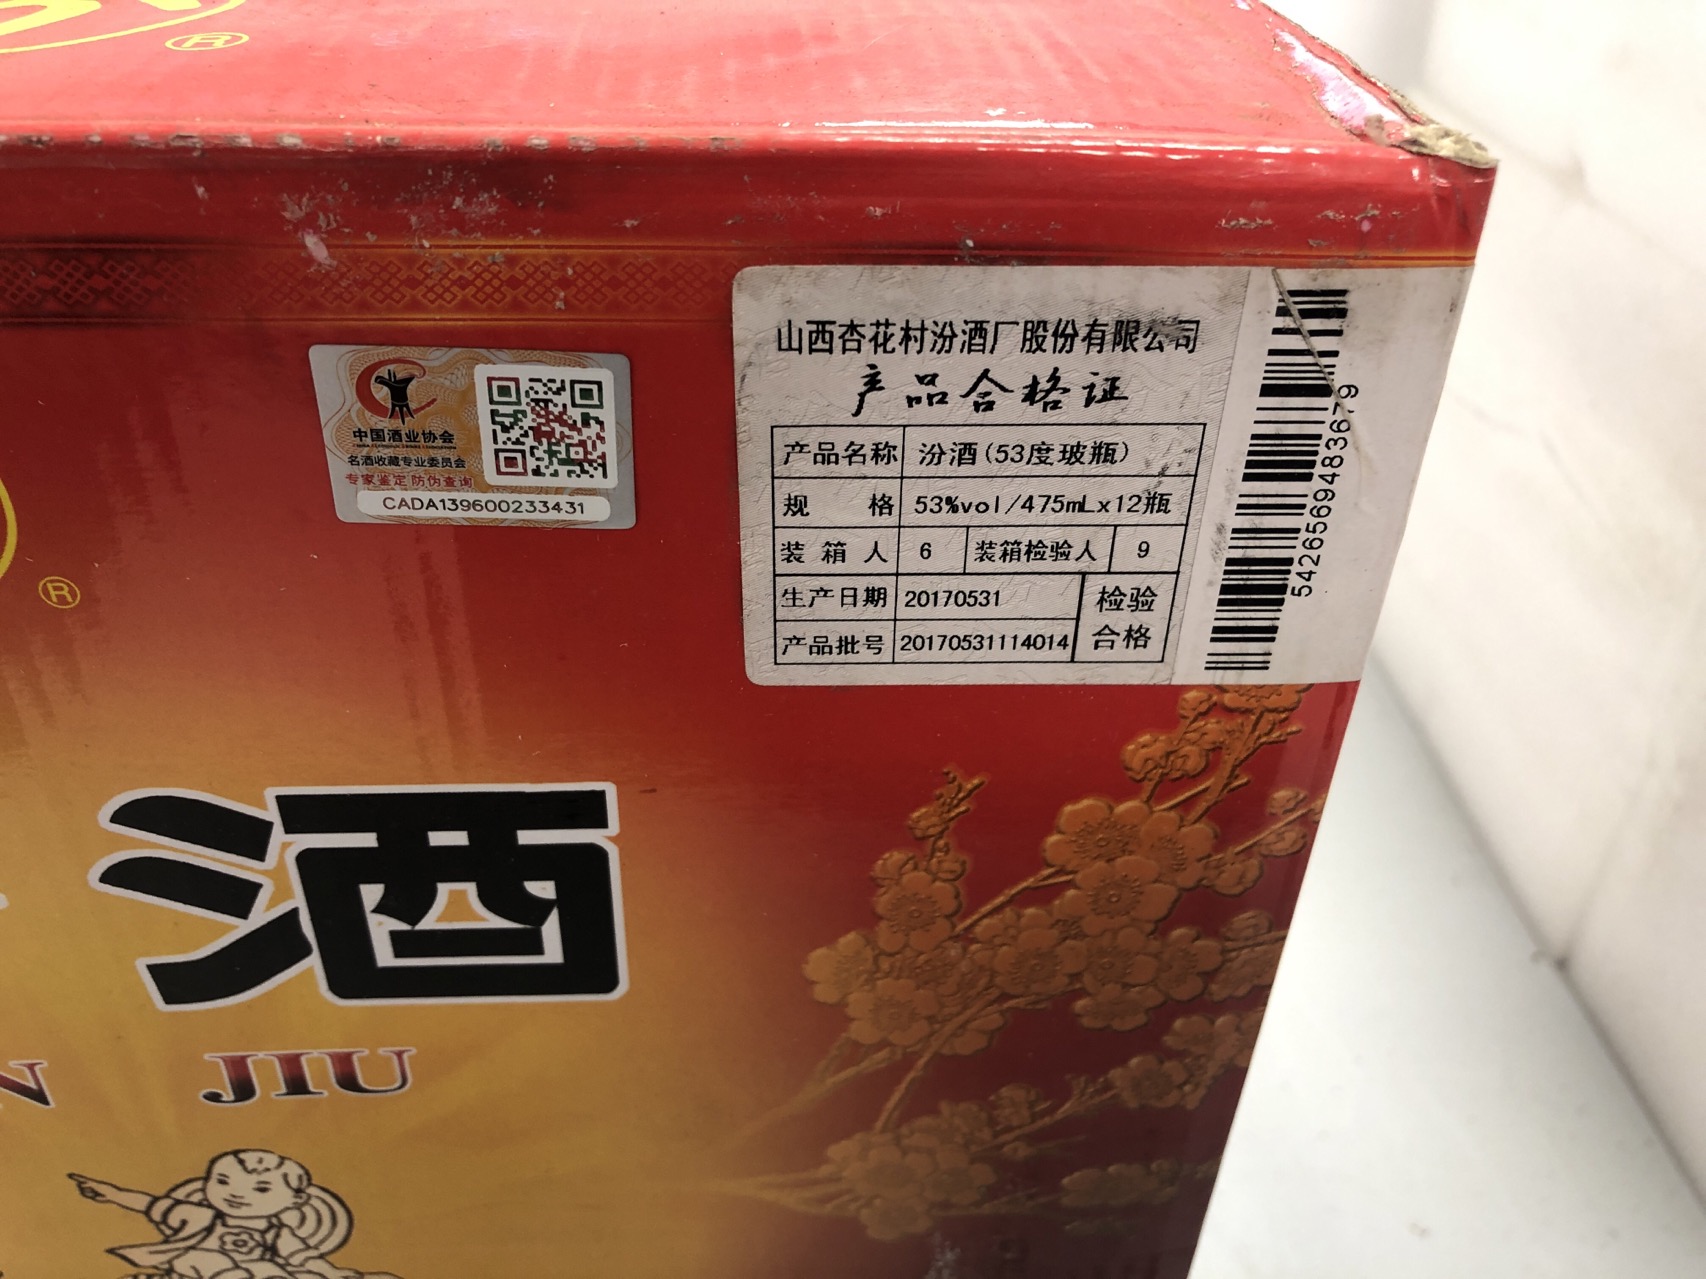 ®
山西杏花村汾酒厂股份有限公司
产品合格证
产品名称 汾酒(53度玻瓶)
规 格 53%vol/475mLx12瓶
装 箱 人 6 装箱检验人 9
生产日期 20170531
产品批号 20170531114014
检验
合格
54265694836​79
中国酒业协会
名酒收藏专业委员会
专家鉴定 防伪查询
CADA139600233431
®
酒
N JIU